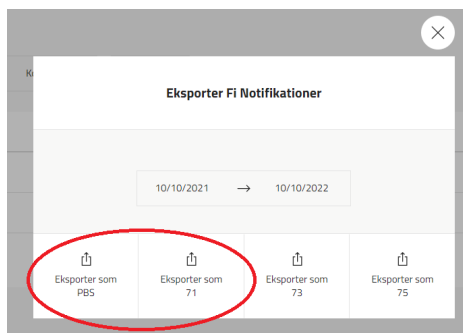 K
Eksporter Fi Notifikationer
10/10/2021 → 10/10/2022
Eksporter som
PBS
Eksporter som
71
Eksporter som
73
Eksporter som
75